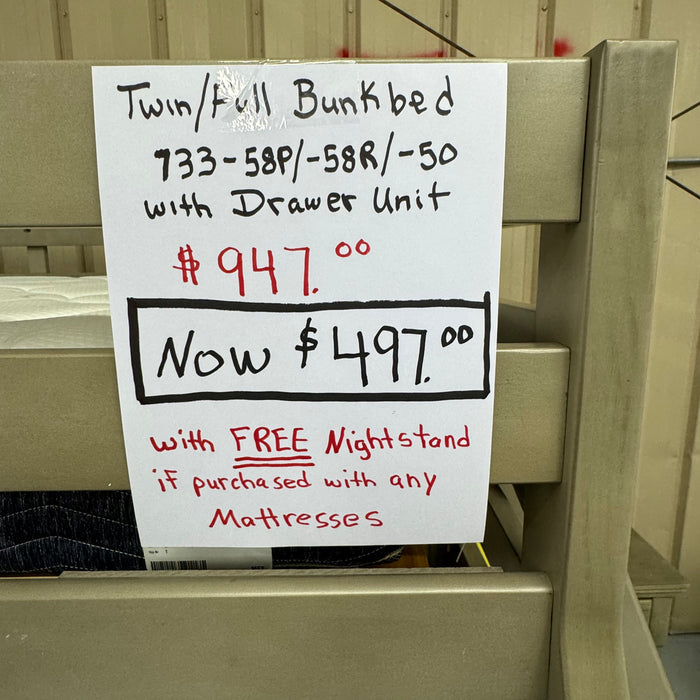 Twin/Full Bunkbed
733-58P/-58R/-50
with Drawer Unit
$947.00
Now $497.00
with FREE Nightstand
if purchased with any
Mattresses